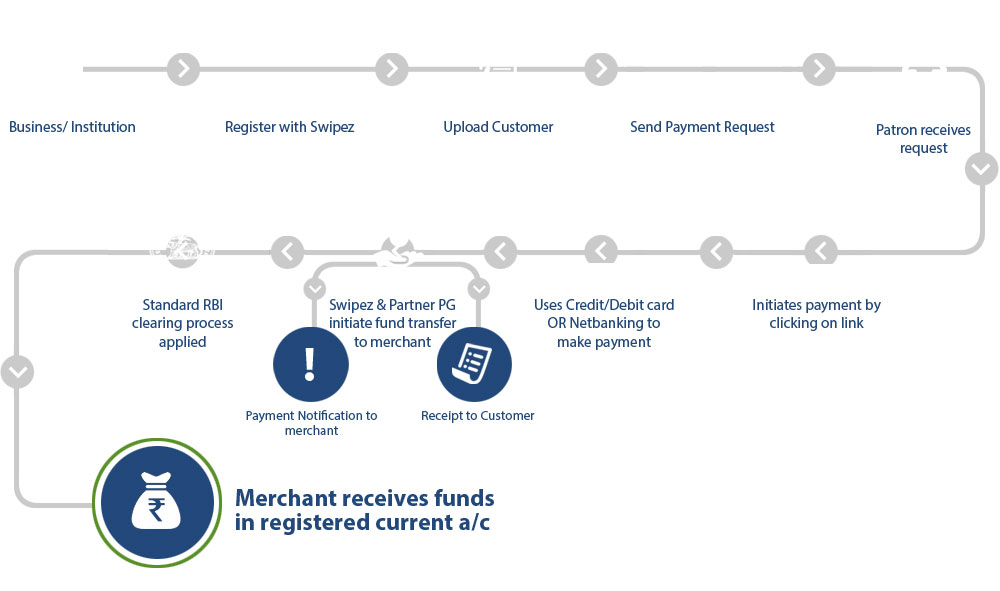 Business/ Institution
Register with Swipez
Upload Customer
Send Payment Request
Patron receives
request
Initiates payment by
clicking on link
Uses Credit/Debit card
OR Netbanking to
make payment
Swipez & Partner PG
initiate fund transfer
to merchant
Standard RBI
clearing process
applied
Payment Notification to
merchant
Receipt to Customer
Merchant receives funds
in registered current a/c